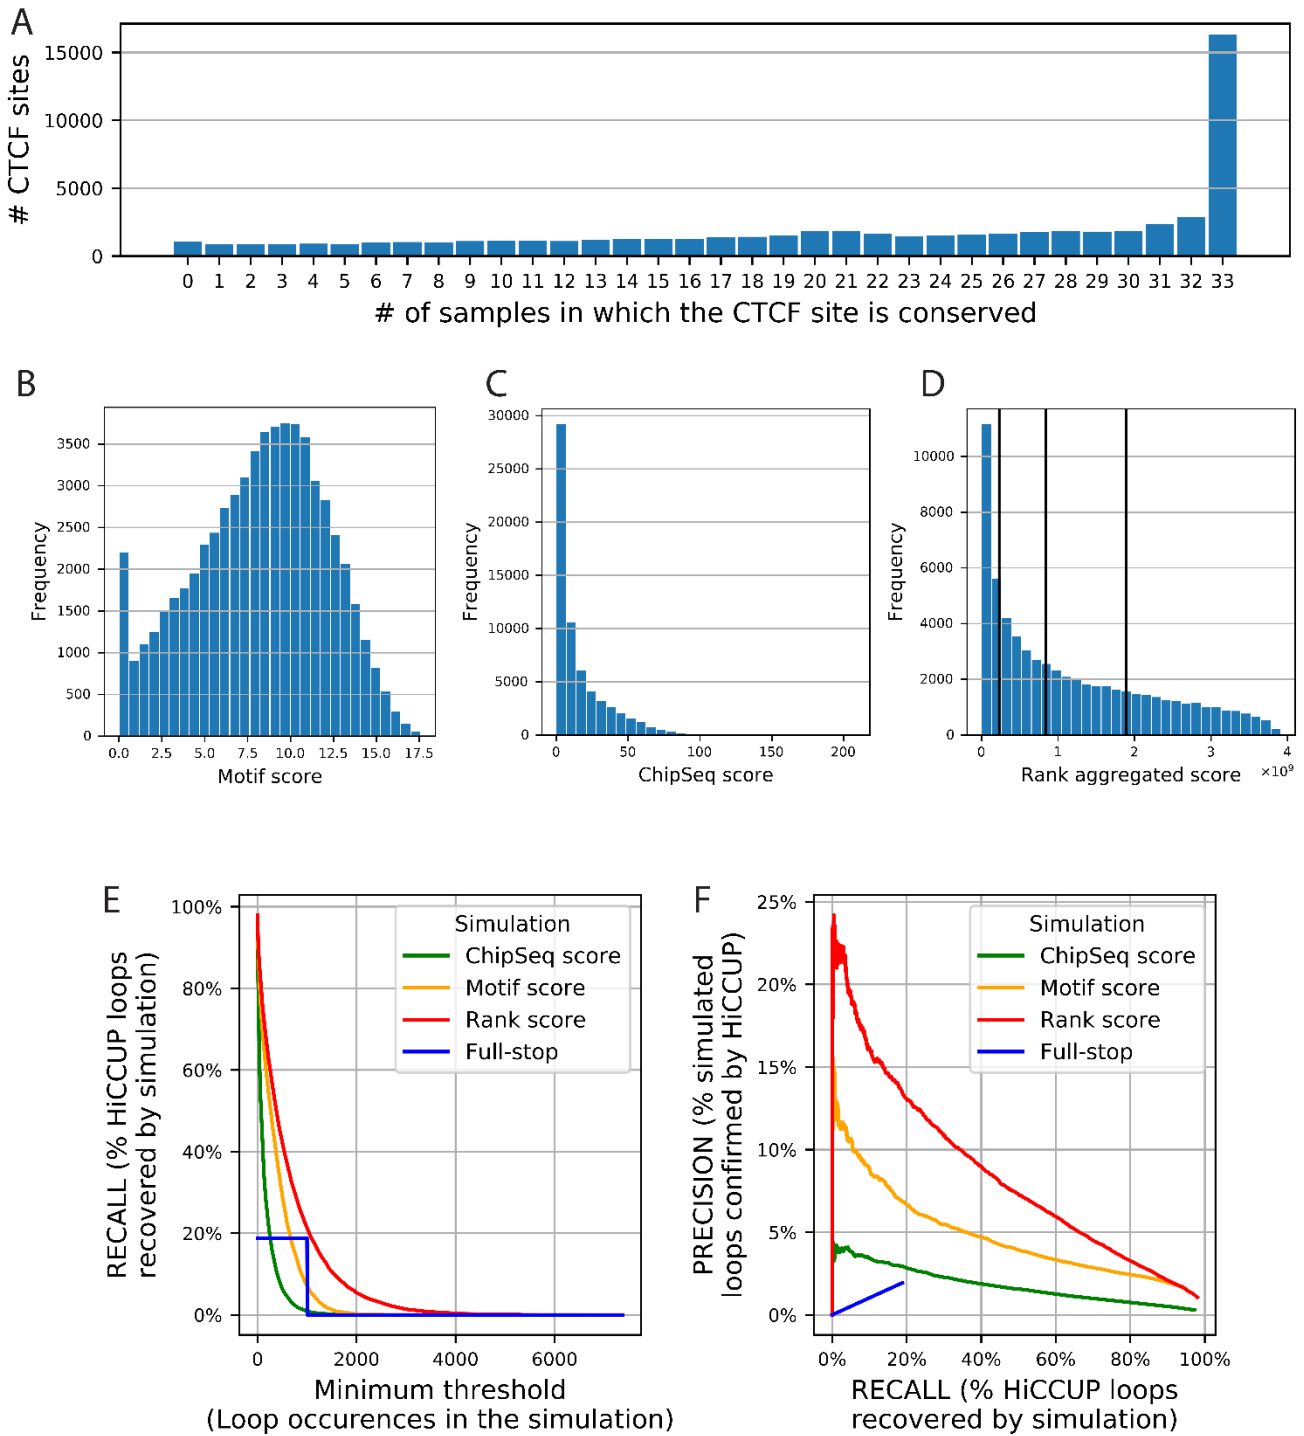 A
# CTCF sites
15000
10000
5000
0
0 1 2 3 4 5 6 7 8 9 10 11 12 13 14 15 16 17 18 19 20 21 22 23 24 25 26 27 28 29 30 31 32 33
# of samples in which the CTCF site is conserved
B
Frequency
3500
3000
2500
2000
1500
1000
500
0
0.0 2.5 5.0 7.5 10.0 12.5 15.0 17.5
Motif score
C
Frequency
30000
25000
20000
15000
10000
5000
0
0 50 100 150 200
ChipSeq score
D
Frequency
10000
8000
6000
4000
2000
0
0 1 2 3 4
Rank aggregated score
×10⁹
E
RECALL (% HiCCUP loops
recovered by simulation)
100%
80%
60%
40%
20%
0%
Simulation
ChipSeq score
Motif score
Rank score
Full-stop
0 2000 4000 6000
Minimum threshold
(Loop occurences in the simulation)
F
PRECISION (% simulated
loops confirmed by HiCCUP)
25%
20%
15%
10%
5%
0%
Simulation
ChipSeq score
Motif score
Rank score
Full-stop
0% 20% 40% 60% 80% 100%
RECALL (% HiCCUP loops
recovered by simulation)